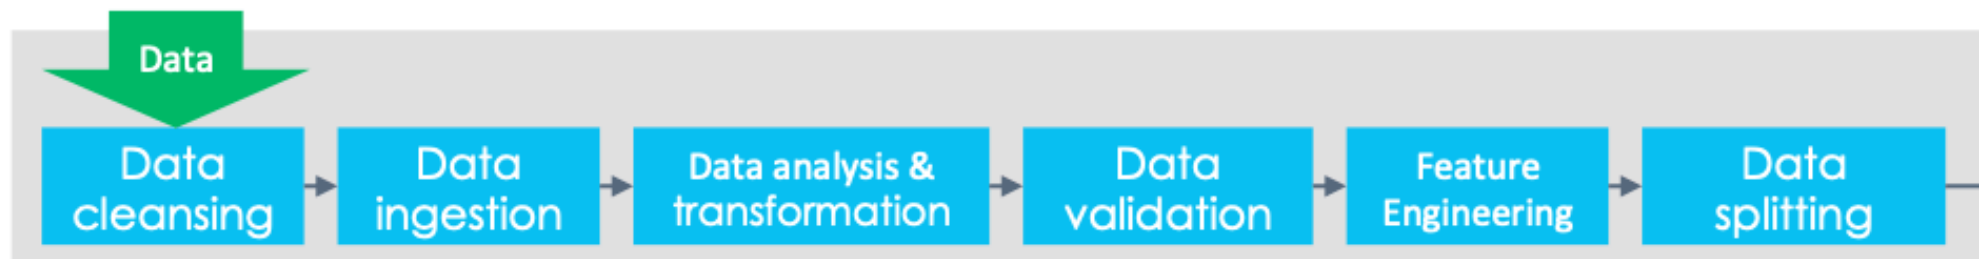 Data
Data
cleansing
Data
ingestion
Data analysis &
transformation
Data
validation
Feature
Engineering
Data
splitting